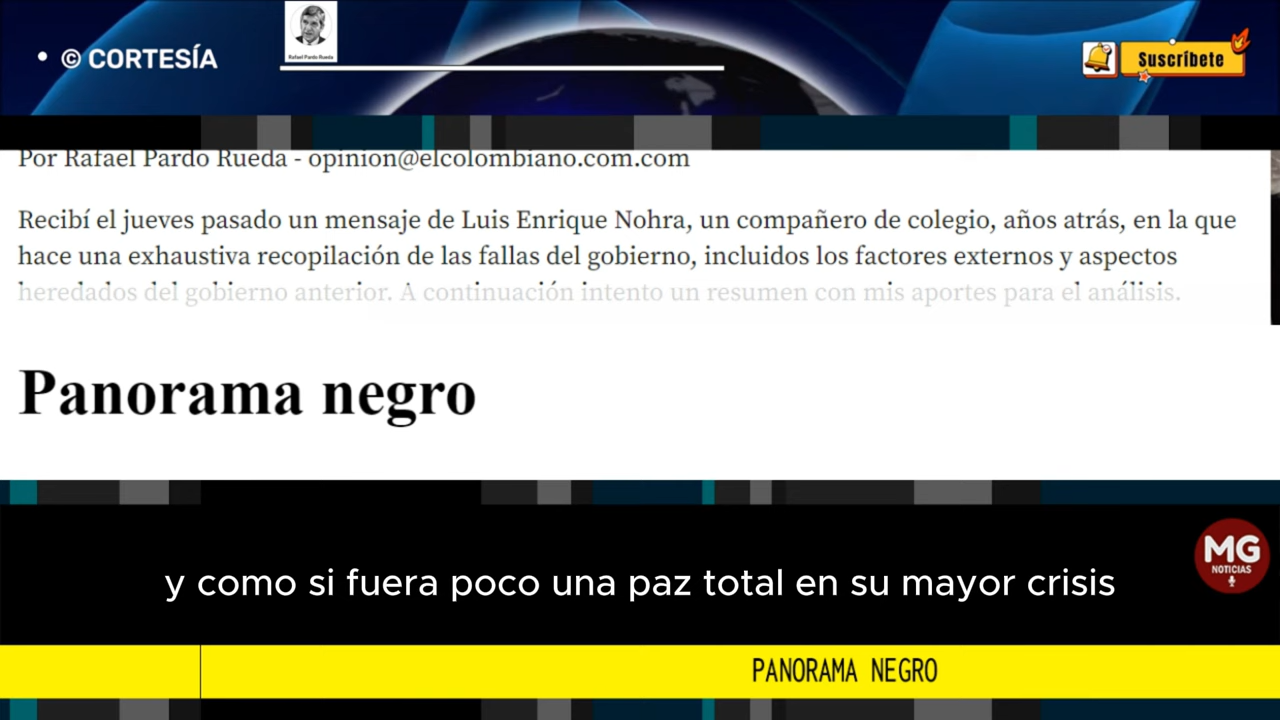 • © CORTESÍA
Rafael Pardo Rueda
Suscríbete
Por Rafael Pardo Rueda - opinion@elcolombiano.com.com
Recibí el jueves pasado un mensaje de Luis Enrique Nohra, un compañero de colegio, años atrás, en la que
hace una exhaustiva recopilación de las fallas del gobierno, incluidos los factores externos y aspectos
heredados del gobierno anterior. A continuación intento un resumen con mis aportes para el análisis.
Panorama negro
MG
NOTICIAS
y como si fuera poco una paz total en su mayor crisis
PANORAMA NEGRO